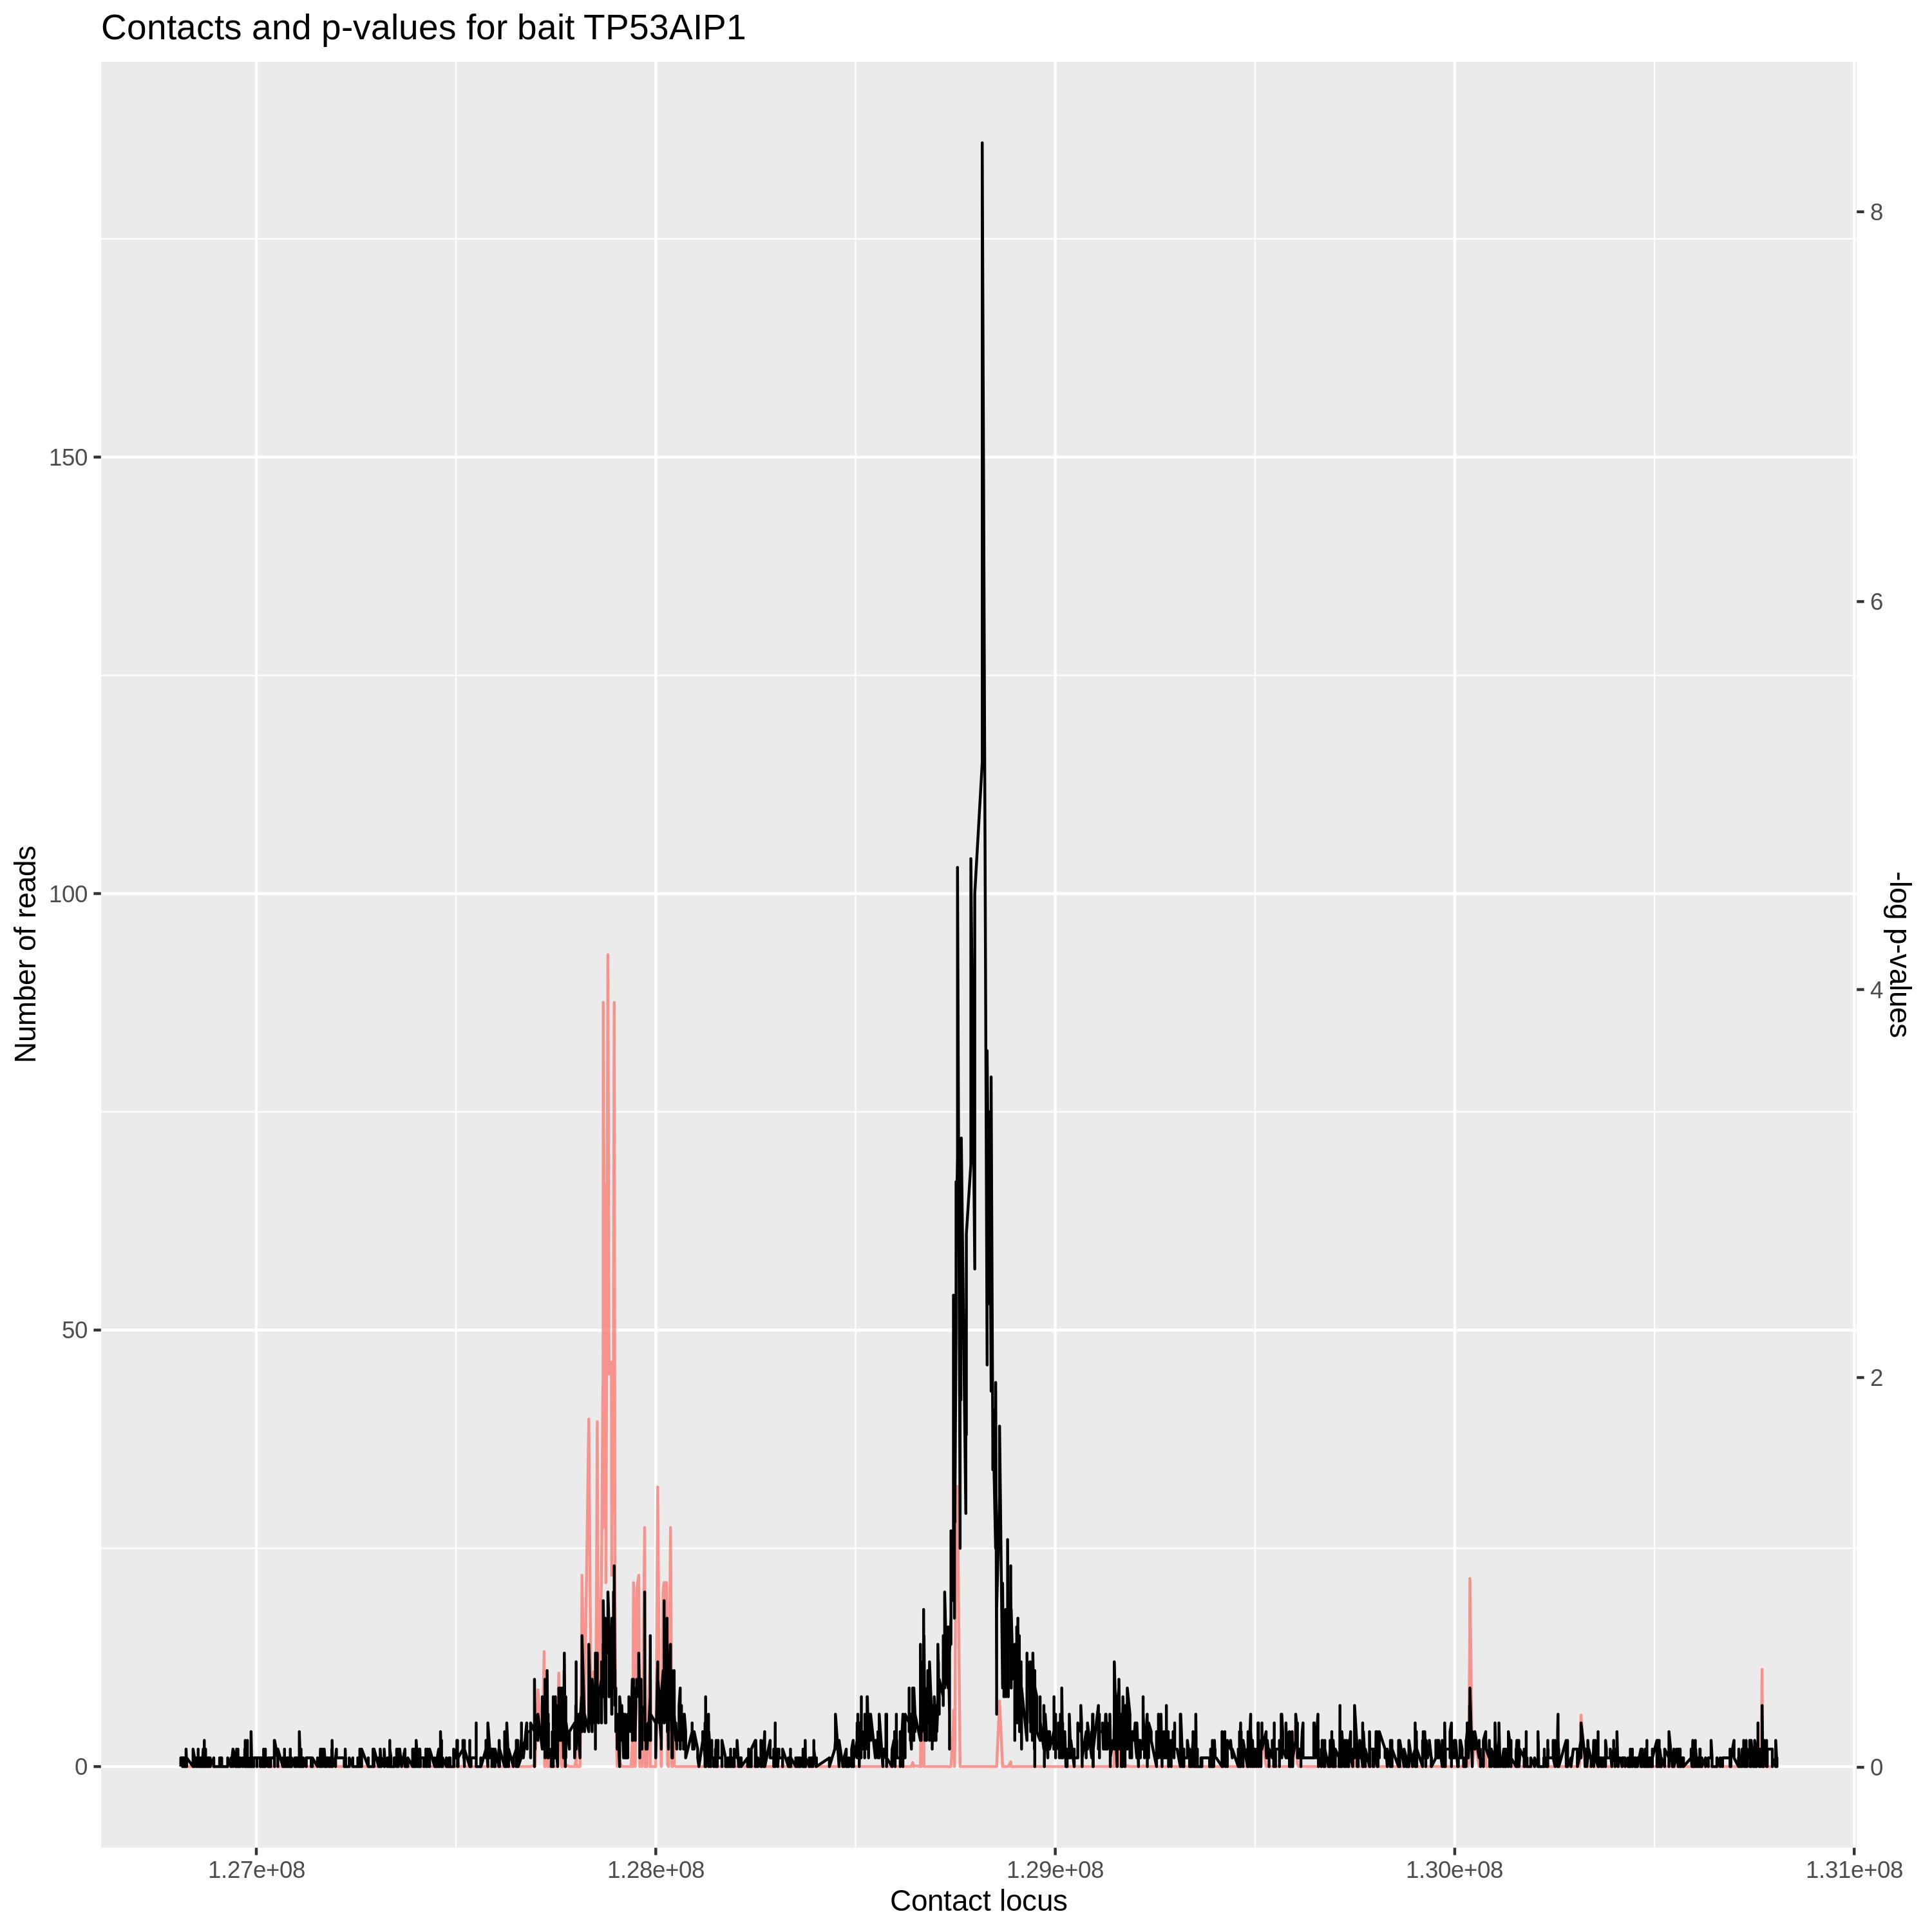 Contacts and p-values for bait TP53AIP1
Number of reads
150
100
50
0
8
6
4
2
0
-log p-values
1.27e+08
1.28e+08
1.29e+08
1.30e+08
1.31e+08
Contact locus